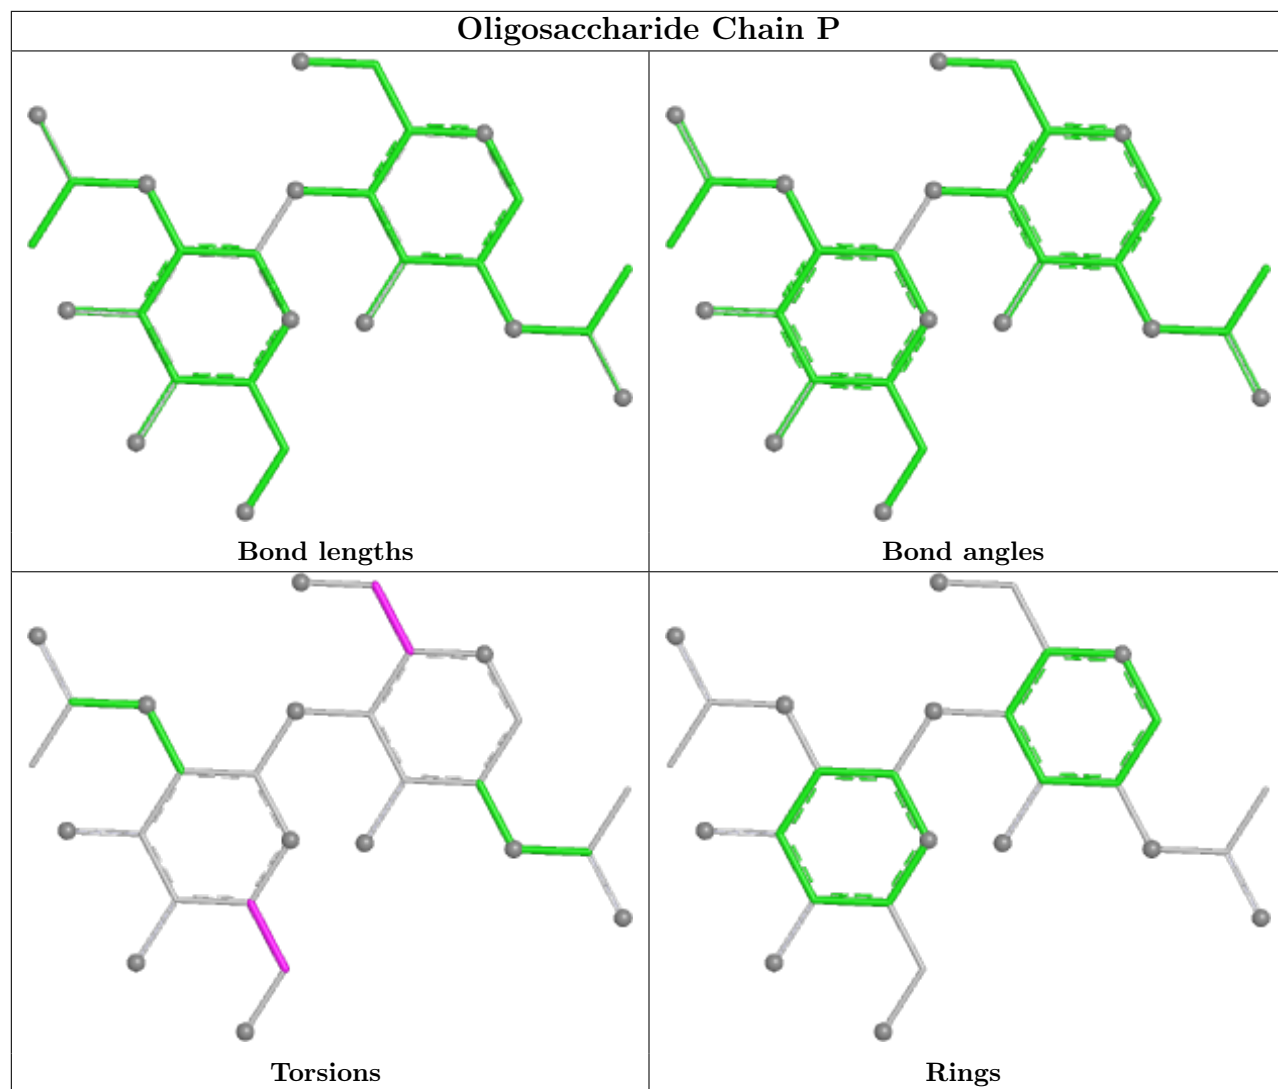 Oligosaccharide Chain P
Bond lengths
Bond angles
Torsions
Rings